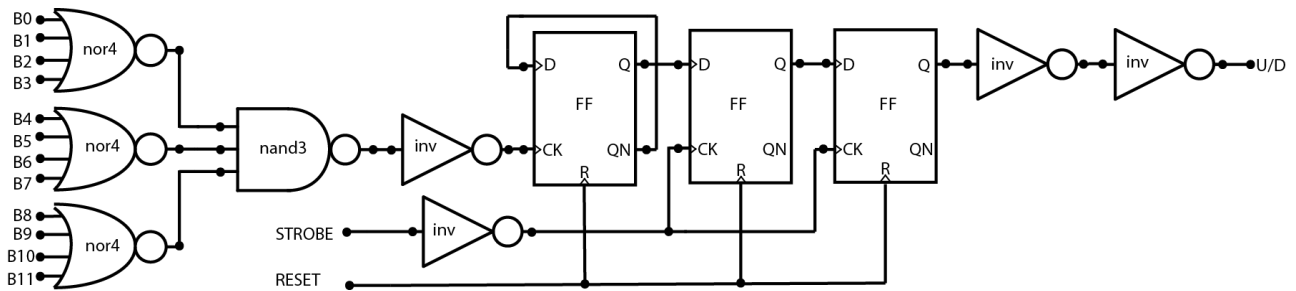 B0
B1
B2
B3
nor4
B4
B5
B6
B7
nor4
B8
B9
B10
B11
nor4
nand3
inv
D
Q
FF
CK
QN
R
D
Q
FF
CK
QN
R
D
Q
FF
CK
QN
R
inv
inv
U/D
STROBE
inv
RESET